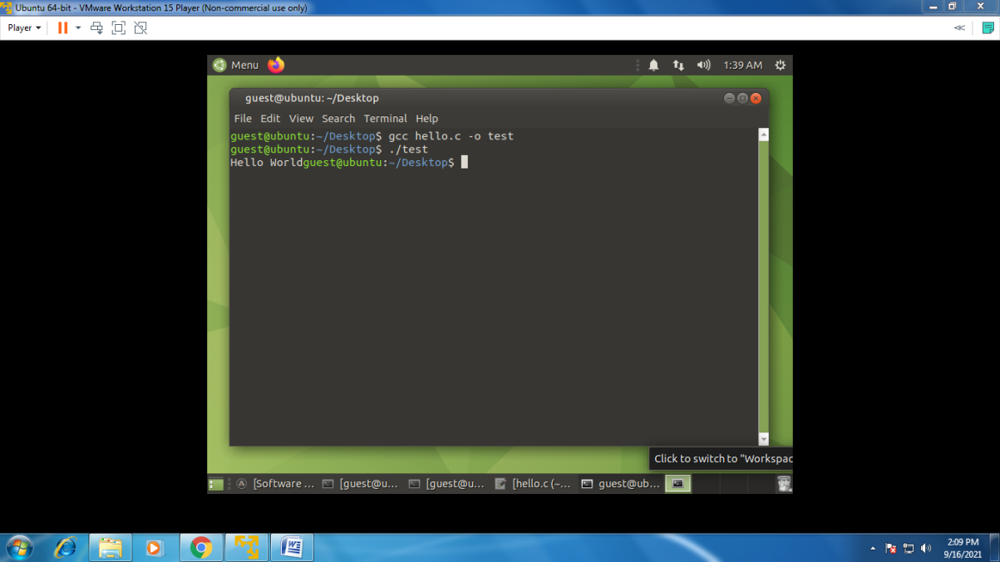 Ubuntu 64-bit - VMware Workstation 15 Player (Non-commercial use only)
Player
Menu 1:39 AM
guest@ubuntu: ~/Desktop
File Edit View Search Terminal Help
guest@ubuntu:~/Desktop$ gcc hello.c -o test
guest@ubuntu:~/Desktop$ ./test
Hello Worldguest@ubuntu:~/Desktop$
Click to switch to "Workspac
[Software ... [guest@u... [guest@u... [hello.c (~... guest@ub...
2:09 PM
9/16/2021